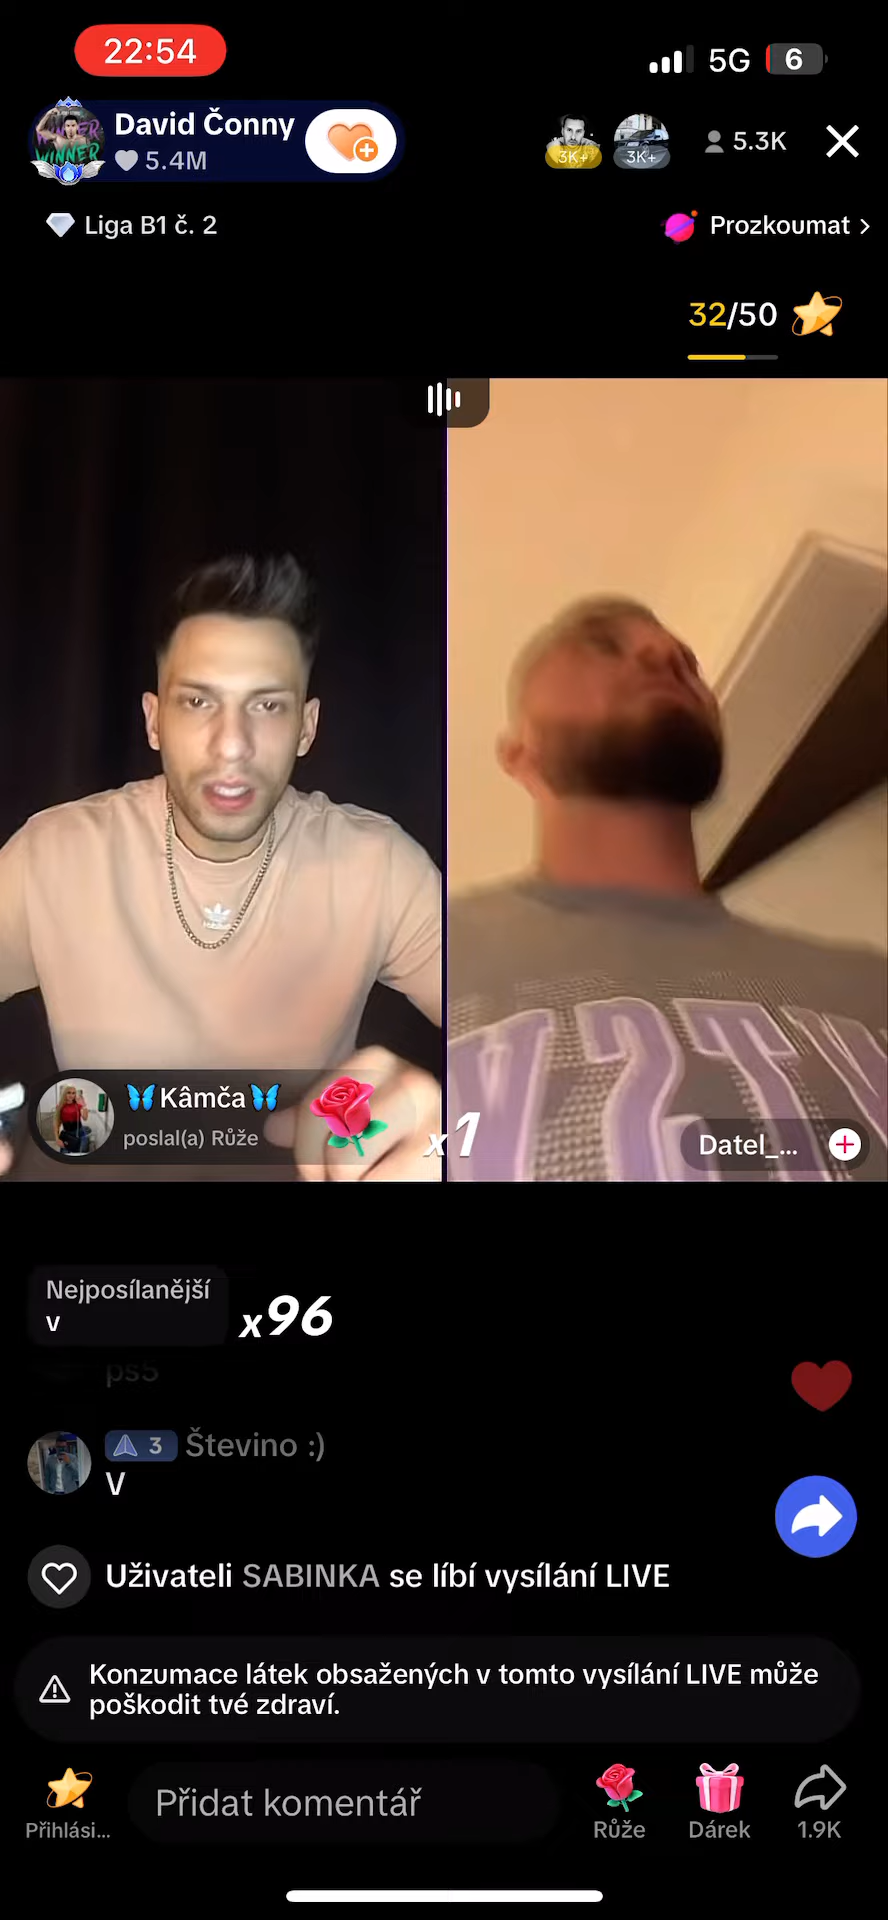 22:54
5G
6
David Čonny
5.4M
3K+
3K+
5.3K
Liga B1 č. 2
Prozkoumat >
32/50
adidas
🦋Kâmča🦋
poslal(a) Růže
x1
Datel_...
Nejposílanější
v
x96
ps5
3 Števino :)
V
Uživateli SABINKA se líbí vysílání LIVE
Konzumace látek obsažených v tomto vysílání LIVE může
poškodit tvé zdraví.
Přihlási...
Přidat komentář
Růže
Dárek
1.9K